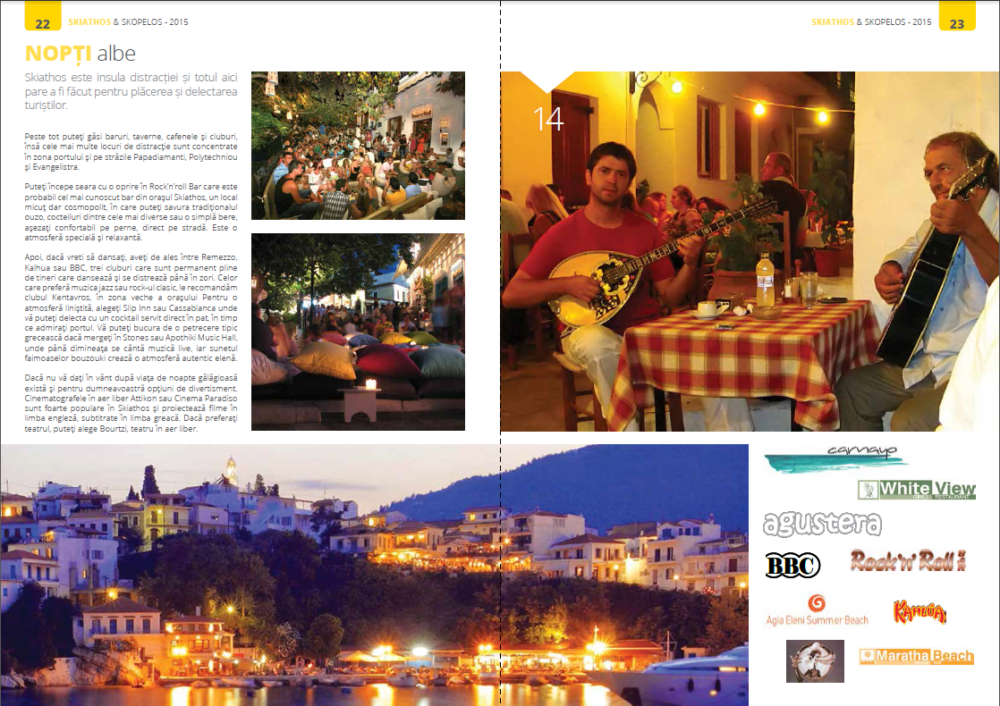 22
SKIATHOS & SKOPELOS - 2015
SKIATHOS & SKOPELOS - 2015
23
NOPȚI albe
Skiathos este insula distracției și totul aici
pare a fi făcut pentru plăcerea și delectarea
turiștilor.
Peste tot puteți găsi baruri, taverne, cafenele și cluburi,
însă cele mai multe locuri de distracție sunt concentrate
în zona portului și pe străzile Papadiamanti, Polytechniou
și Evangelistra.
Puteți începe seara cu o oprire în Rock'n'roll Bar care este
probabil cel mai cunoscut bar din orașul Skiathos, un local
micuț dar cosmopolit, în care puteți savura tradiționalul
ouzo, cocteiluri dintre cele mai diverse sau o simplă bere,
așezați confortabil pe perne, direct pe stradă. Este o
atmosferă specială și relaxantă.
Apoi, dacă vreti să dansați, aveți de ales între Remezzo,
Kalhua sau BBC, trei cluburi care sunt permanent pline
de tineri care dansează și se distrează până în zori. Celor
care preferă muzica jazz sau rock-ul clasic, le recomandăm
clubul Kentavros, în zona veche a orașului Pentru o
atmosferă liniștită, alegeți Slip Inn sau Cassablanca unde
vă puteți delecta cu un cocktail servit direct în pat, în timp
ce admirați portul. Vă puteți bucura de o petrecere tipic
grecească dacă mergeți în Stones sau Apothiki Music Hall,
unde până dimineața se cântă muzică live, iar sunetul
faimoaselor bouzouki crează o atmosferă autentic elenă.
Dacă nu vă dați în vânt după viața de noapte gălăgioasă
există și pentru dumneavoastră opțiuni de divertisment.
Cinematografele în aer liber Attikon sau Cinema Paradiso
sunt foarte populare în Skiathos și proiectează filme în
limba engleză, subtitrate în limba greacă. Dacă preferați
teatrul, puteți alege Bourtzi, teatru în aer liber.
14
carnayo
White View
GRILL RESTAURANT
agustera
BBC
Rock'n'Roll BAR
Agia Eleni Summer Beach
KAHLUA
Maratha Beach